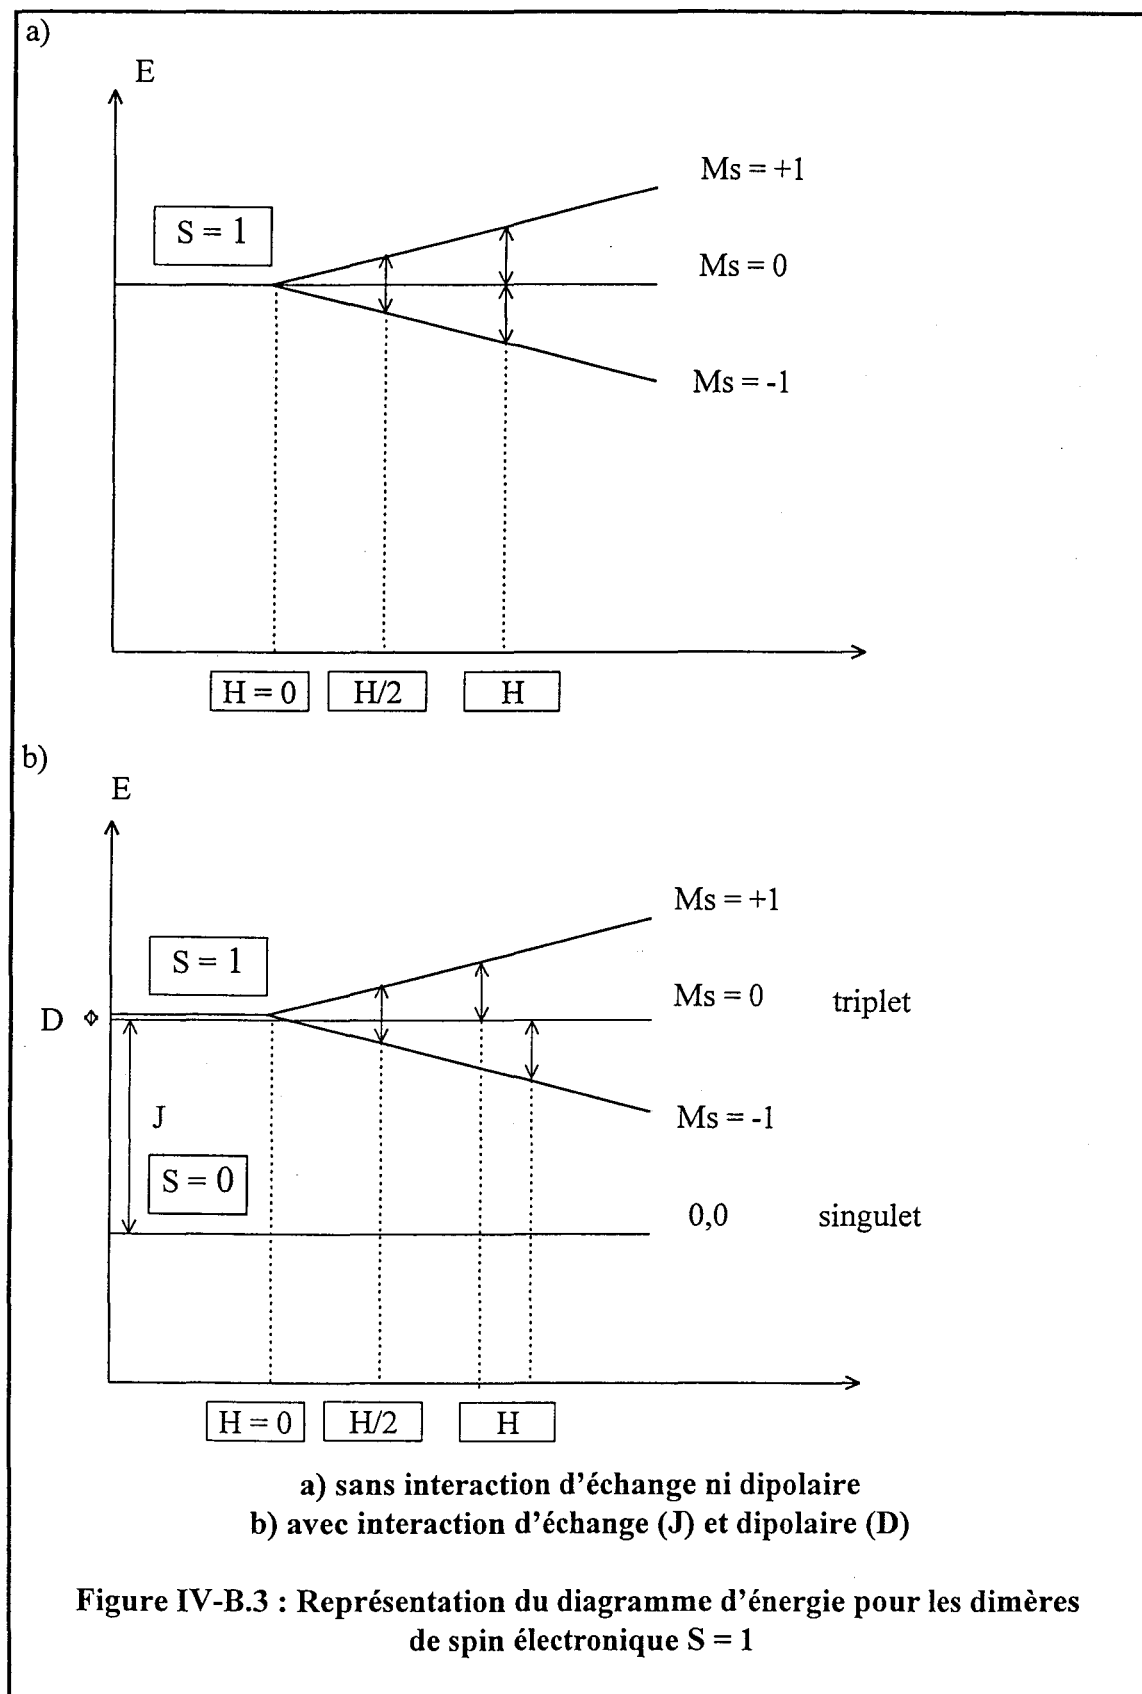 a)
E
Ms = +1
S = 1
Ms = 0
Ms = -1
H = 0
H/2
H
b)
E
Ms = +1
S = 1
Ms = 0
triplet
D
J
Ms = -1
S = 0
0,0
singulet
H = 0
H/2
H
a) sans interaction d'échange ni dipolaire
b) avec interaction d'échange (J) et dipolaire (D)
Figure IV-B.3 : Représentation du diagramme d'énergie pour les dimères
de spin électronique S = 1